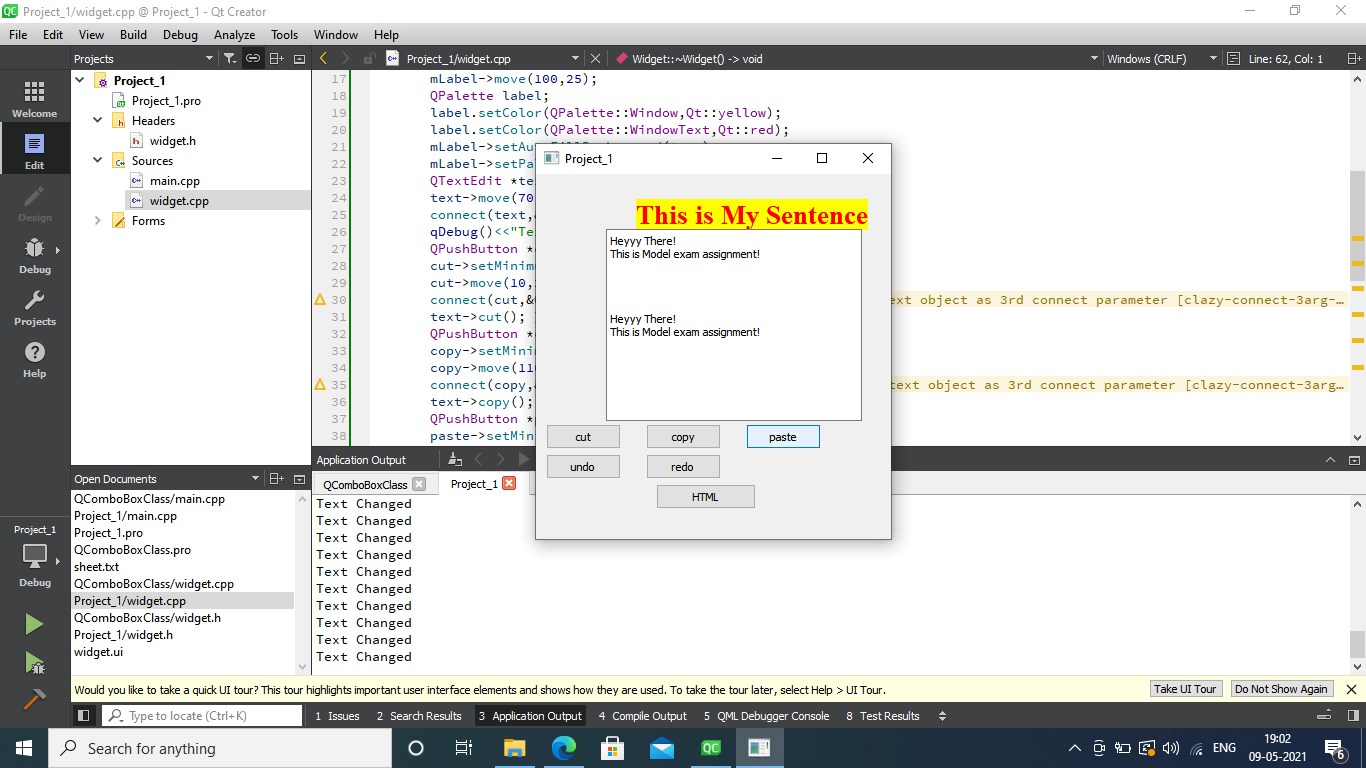 Project_1/widget.cpp @ Project_1 - Qt Creator
File Edit View Build Debug Analyze Tools Window Help
Projects
Project_1/widget.cpp
Widget::~Widget() -> void
Windows (CRLF)
Line: 62, Col: 1
Welcome
Edit
Design
Debug
Projects
Help
Project_1
Project_1.pro
Headers
widget.h
Sources
main.cpp
widget.cpp
Forms
17 mLabel->move(100,25);
18 QPalette label;
19 label.setColor(QPalette::Window,Qt::yellow);
20 label.setColor(QPalette::WindowText,Qt::red);
21 mLabel->setAu
22 mLabel->setPa
23 QTextEdit *te
24 text->move(70
25 connect(text,
26 qDebug()<<"Te
27 QPushButton *
28 cut->setMinim
29 cut->move(10,
30 connect(cut,& ext object as 3rd connect parameter [clazy-connect-3arg-…
31 text->cut();
32 QPushButton *
33 copy->setMini
34 copy->move(11
35 connect(copy, text object as 3rd connect parameter [clazy-connect-3arg…
36 text->copy();
37 QPushButton *
38 paste->setMin
Project_1
This is My Sentence
Heyyy There!
This is Model exam assignment!
Heyyy There!
This is Model exam assignment!
cut copy paste
undo redo
HTML
Open Documents
QComboBoxClass/main.cpp
Project_1/main.cpp
Project_1.pro
QComboBoxClass.pro
sheet.txt
QComboBoxClass/widget.cpp
Project_1/widget.cpp
QComboBoxClass/widget.h
Project_1/widget.h
widget.ui
Project_1
Debug
Application Output
QComboBoxClass Project_1
Text Changed
Text Changed
Text Changed
Text Changed
Text Changed
Text Changed
Text Changed
Text Changed
Text Changed
Text Changed
Would you like to take a quick UI tour? This tour highlights important user interface elements and shows how they are used. To take the tour later, select Help > UI Tour.
Take UI Tour Do Not Show Again
Type to locate (Ctrl+K)
1 Issues 2 Search Results 3 Application Output 4 Compile Output 5 QML Debugger Console 8 Test Results
Search for anything
ENG
19:02
09-05-2021
6